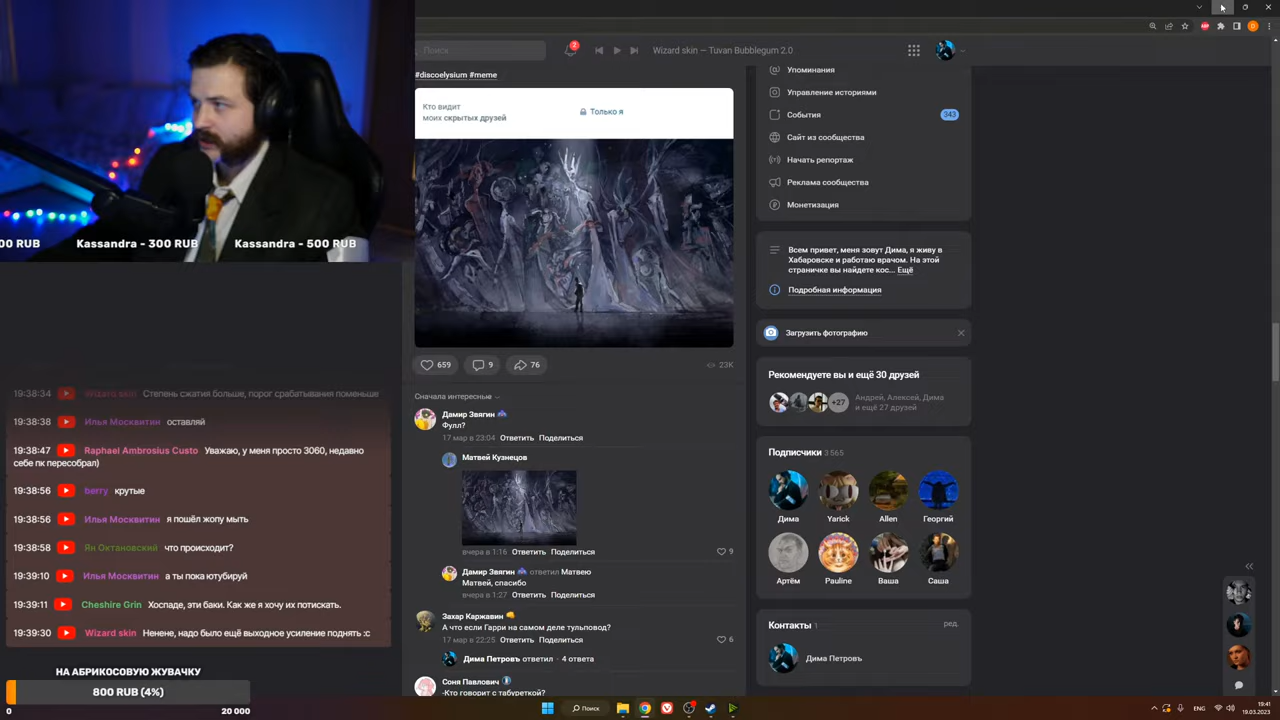 Поиск
2
Wizard skin — Tuvan Bubblegum 2.0
#discoelysium #meme
Кто видит
моих скрытых друзей
Только я
659
9
76
23K
Сначала интересные
Дамир Звягин
Фулл?
17 мар в 23:04 Ответить Поделиться
Матвей Кузнецов
вчера в 1:16 Ответить Поделиться
9
Дамир Звягин ответил Матвею
Матвей, спасибо
вчера в 1:27 Ответить Поделиться
Захар Каржавин
А что если Гарри на самом деле тульповод?
17 мар в 22:25 Ответить Поделиться
6
Дима Петровъ ответил · 4 ответа
Соня Павлович
-Кто говорит с табуреткой?
Упоминания
Управление историями
События
343
Сайт из сообщества
Начать репортаж
Реклама сообщества
Монетизация
Всем привет, меня зовут Дима, я живу в
Хабаровске и работаю врачом. На этой
страничке вы найдете кос... Ещё
Подробная информация
Загрузить фотографию
Рекомендуете вы и ещё 30 друзей
+27
Андрей, Алексей, Дима
и ещё 27 друзей
Подписчики 3 565
Дима
Yarick
Allen
Георгий
Артём
Pauline
Ваша
Саша
Контакты 1
ред.
Дима Петровъ
00 RUB
Kassandra - 300 RUB
Kassandra - 500 RUB
19:38:34 Wizard skin Степень сжатия больше, порог срабатывания поменьше
19:38:38 Илья Москвитин оставляй
19:38:47 Raphael Ambrosius Custo Уважаю, у меня просто 3060, недавно
себе пк пересобрал)
19:38:56 berry крутые
19:38:56 Илья Москвитин я пошёл жопу мыть
19:38:58 Ян Октановский что происходит?
19:39:10 Илья Москвитин а ты пока ютубируй
19:39:11 Cheshire Grin Хоспаде, эти баки. Как же я хочу их потискать.
19:39:30 Wizard skin Ненене, надо было ещё выходное усиление поднять :с
НА АБРИКОСОВУЮ ЖУВАЧКУ
800 RUB (4%)
0
20 000
Поиск
ENG
19:41
19.03.2023